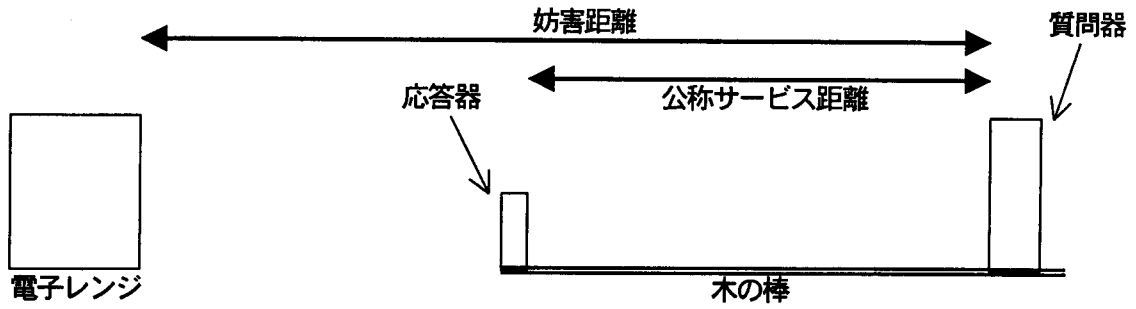 妨害距離
質問器
応答器
公称サービス距離
電子レンジ
木の棒